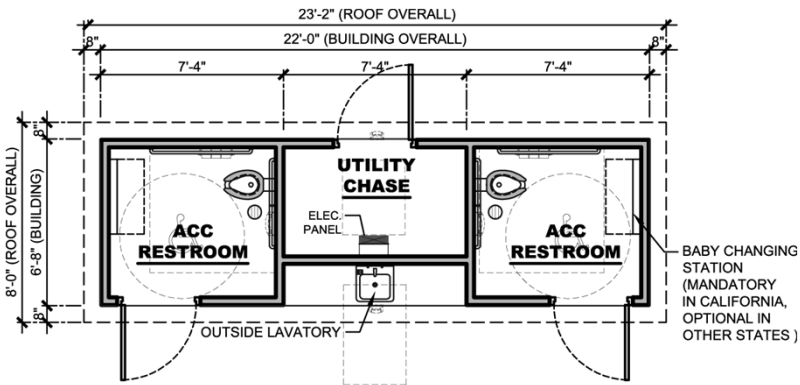 23'-2" (ROOF OVERALL)
8"
22'-0" (BUILDING OVERALL)
8"
7'-4"
7'-4"
7'-4"
8'-0" (ROOF OVERALL)
8"
6'-8" (BUILDING)
8"
UTILITY
CHASE
ELEC.
PANEL
ACC
RESTROOM
ACC
RESTROOM
OUTSIDE LAVATORY
BABY CHANGING
STATION
(MANDATORY
IN CALIFORNIA,
OPTIONAL IN
OTHER STATES )